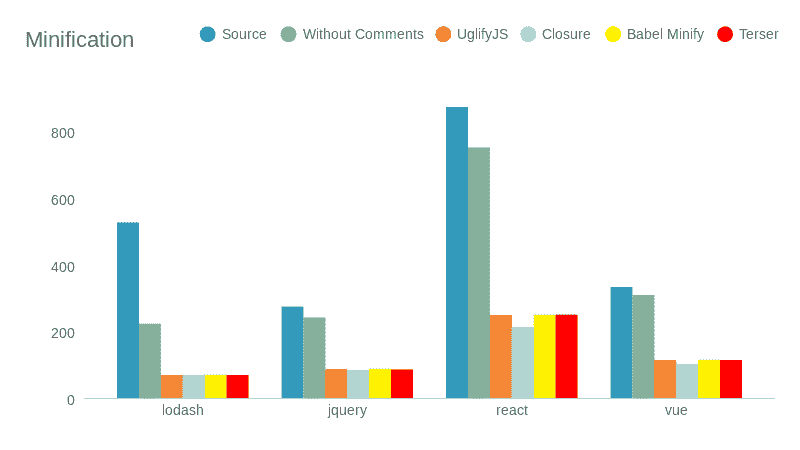 Minification
Source Without Comments UglifyJS Closure Babel Minify Terser
800
600
400
200
0
lodash jquery react vue